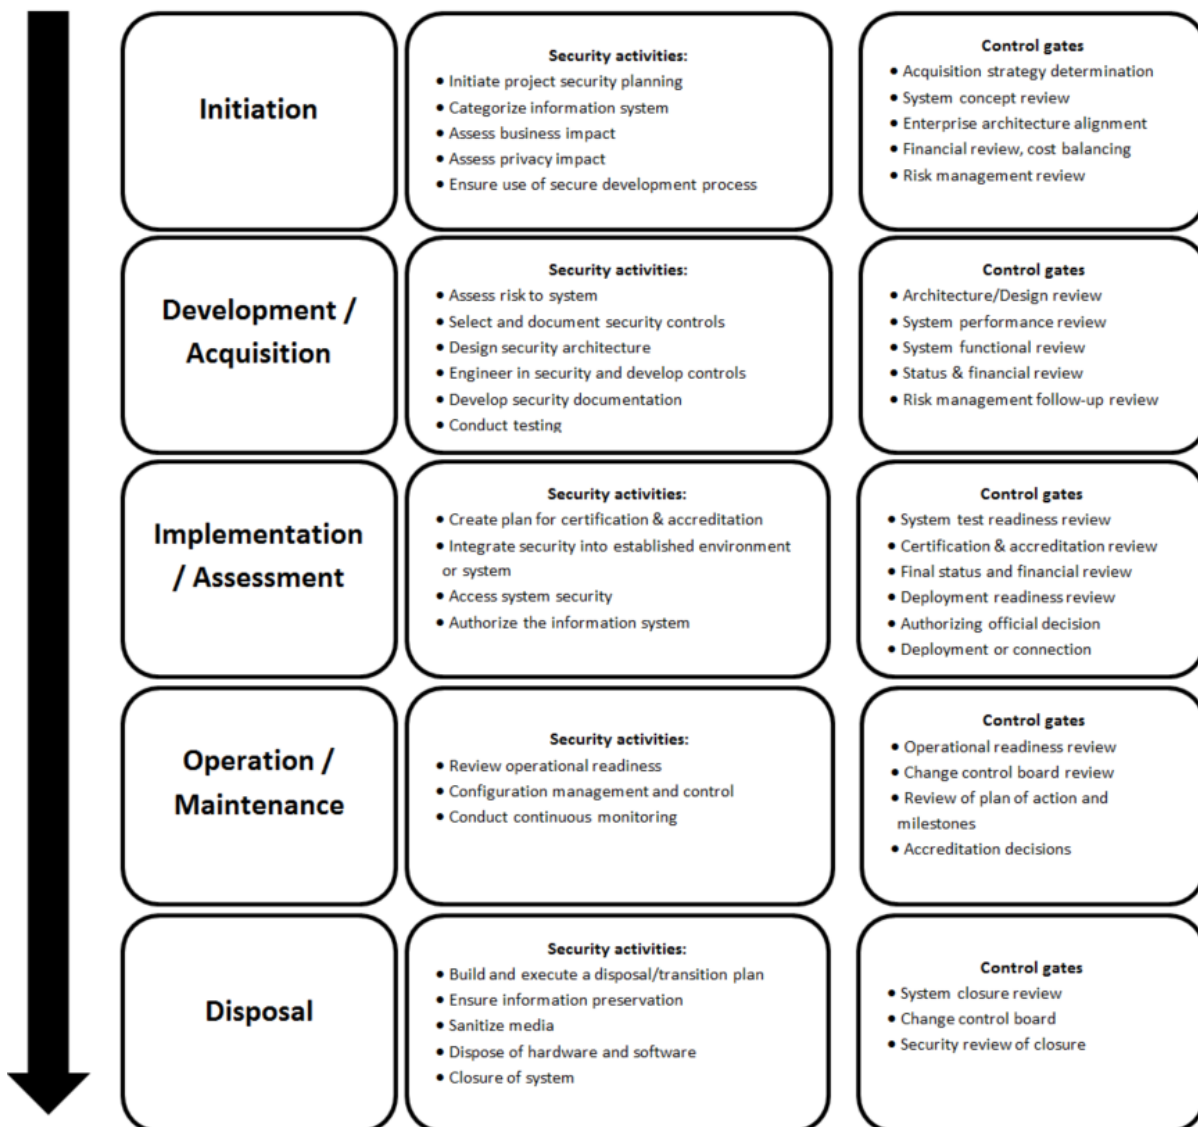 Initiation
Security activities:
• Initiate project security planning
• Categorize information system
• Assess business impact
• Assess privacy impact
• Ensure use of secure development process
Control gates
• Acquisition strategy determination
• System concept review
• Enterprise architecture alignment
• Financial review, cost balancing
• Risk management review
Development /
Acquisition
Security activities:
• Assess risk to system
• Select and document security controls
• Design security architecture
• Engineer in security and develop controls
• Develop security documentation
• Conduct testing
Control gates
• Architecture/Design review
• System performance review
• System functional review
• Status & financial review
• Risk management follow-up review
Implementation
/ Assessment
Security activities:
• Create plan for certification & accreditation
• Integrate security into established environment
or system
• Access system security
• Authorize the information system
Control gates
• System test readiness review
• Certification & accreditation review
• Final status and financial review
• Deployment readiness review
• Authorizing official decision
• Deployment or connection
Operation /
Maintenance
Security activities:
• Review operational readiness
• Configuration management and control
• Conduct continuous monitoring
Control gates
• Operational readiness review
• Change control board review
• Review of plan of action and
milestones
• Accreditation decisions
Disposal
Security activities:
• Build and execute a disposal/transition plan
• Ensure information preservation
• Sanitize media
• Dispose of hardware and software
• Closure of system
Control gates
• System closure review
• Change control board
• Security review of closure